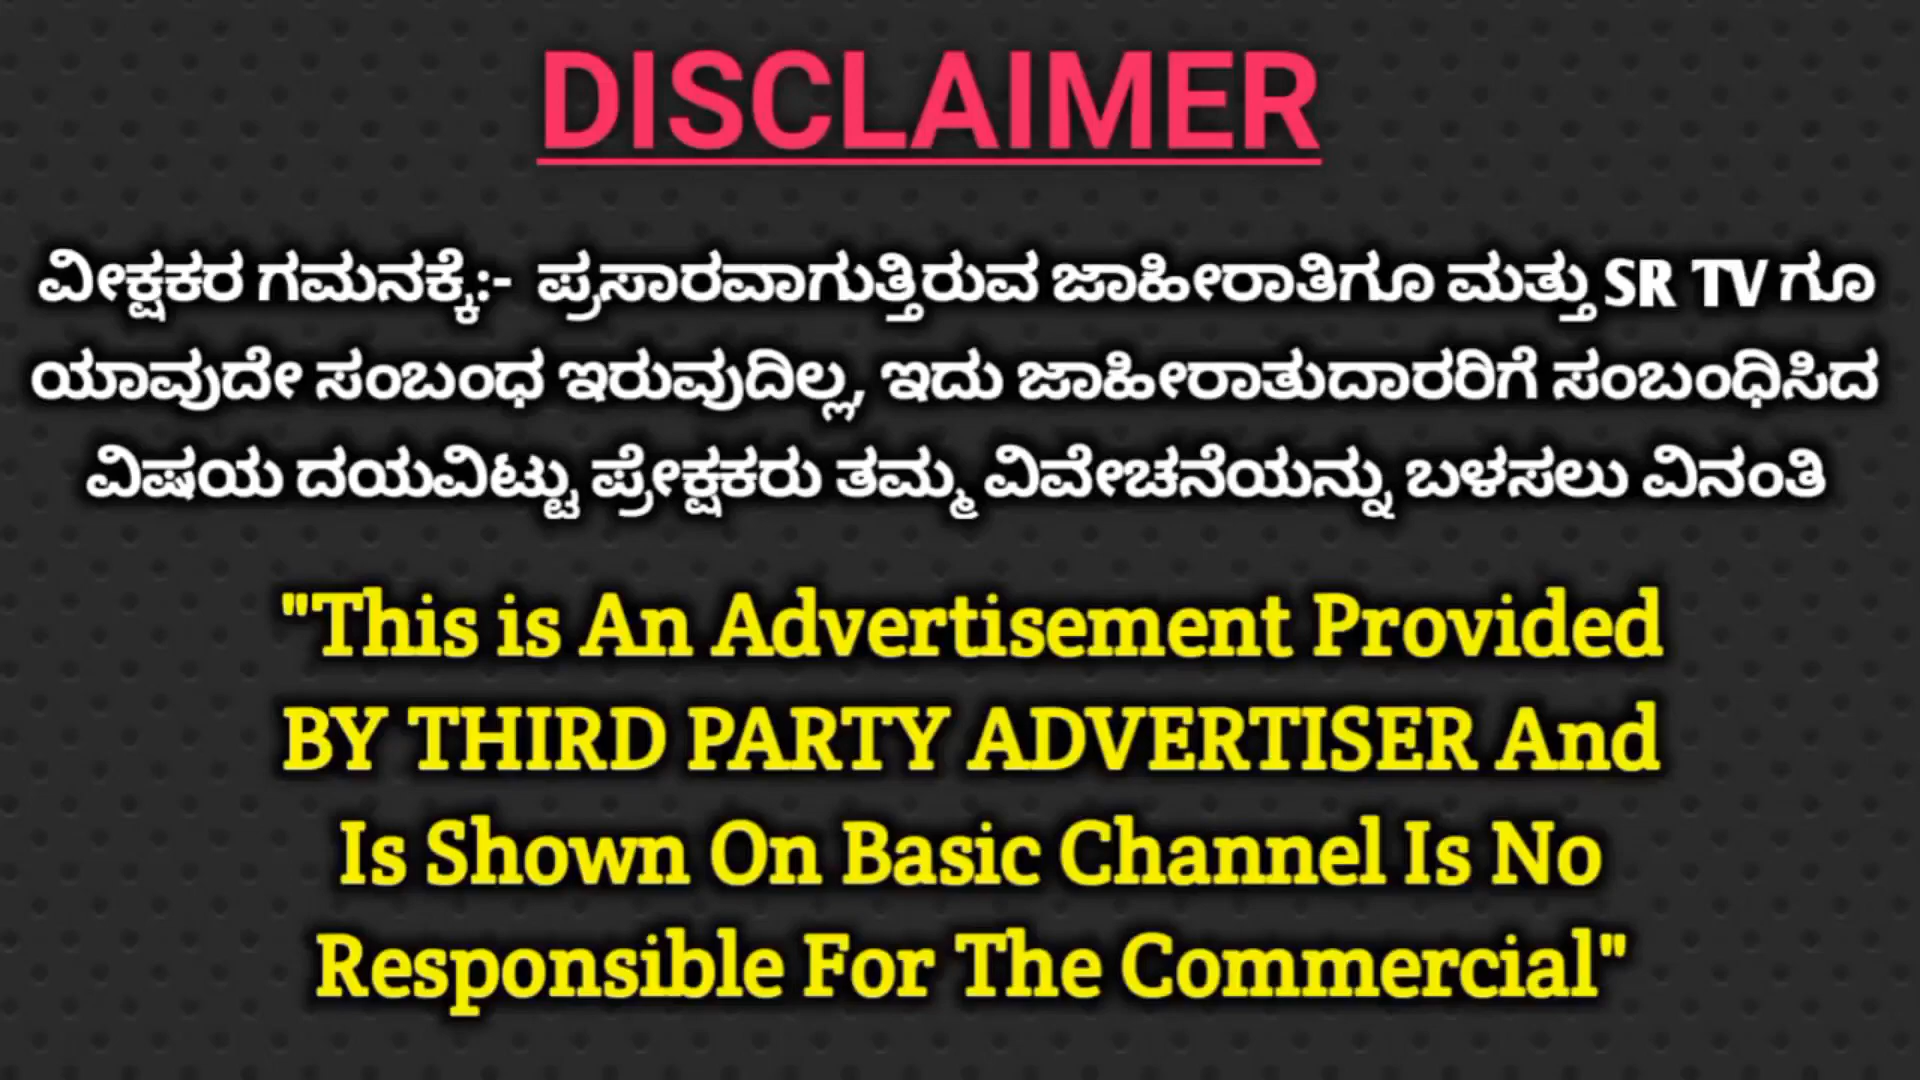 DISCLAIMER
ವೀಕ್ಷಕರ ಗಮನಕ್ಕೆ:- ಪ್ರಸಾರವಾಗುತ್ತಿರುವ ಜಾಹೀರಾತಿಗೂ ಮತ್ತು SR TV ಗೂ
ಯಾವುದೇ ಸಂಬಂಧ ಇರುವುದಿಲ್ಲ, ಇದು ಜಾಹೀರಾತುದಾರರಿಗೆ ಸಂಬಂಧಿಸಿದ
ವಿಷಯ ದಯವಿಟ್ಟು ಪ್ರೇಕ್ಷಕರು ತಮ್ಮ ವಿವೇಚನೆಯನ್ನು ಬಳಸಲು ವಿನಂತಿ
"This is An Advertisement Provided
BY THIRD PARTY ADVERTISER And
Is Shown On Basic Channel Is No
Responsible For The Commercial"